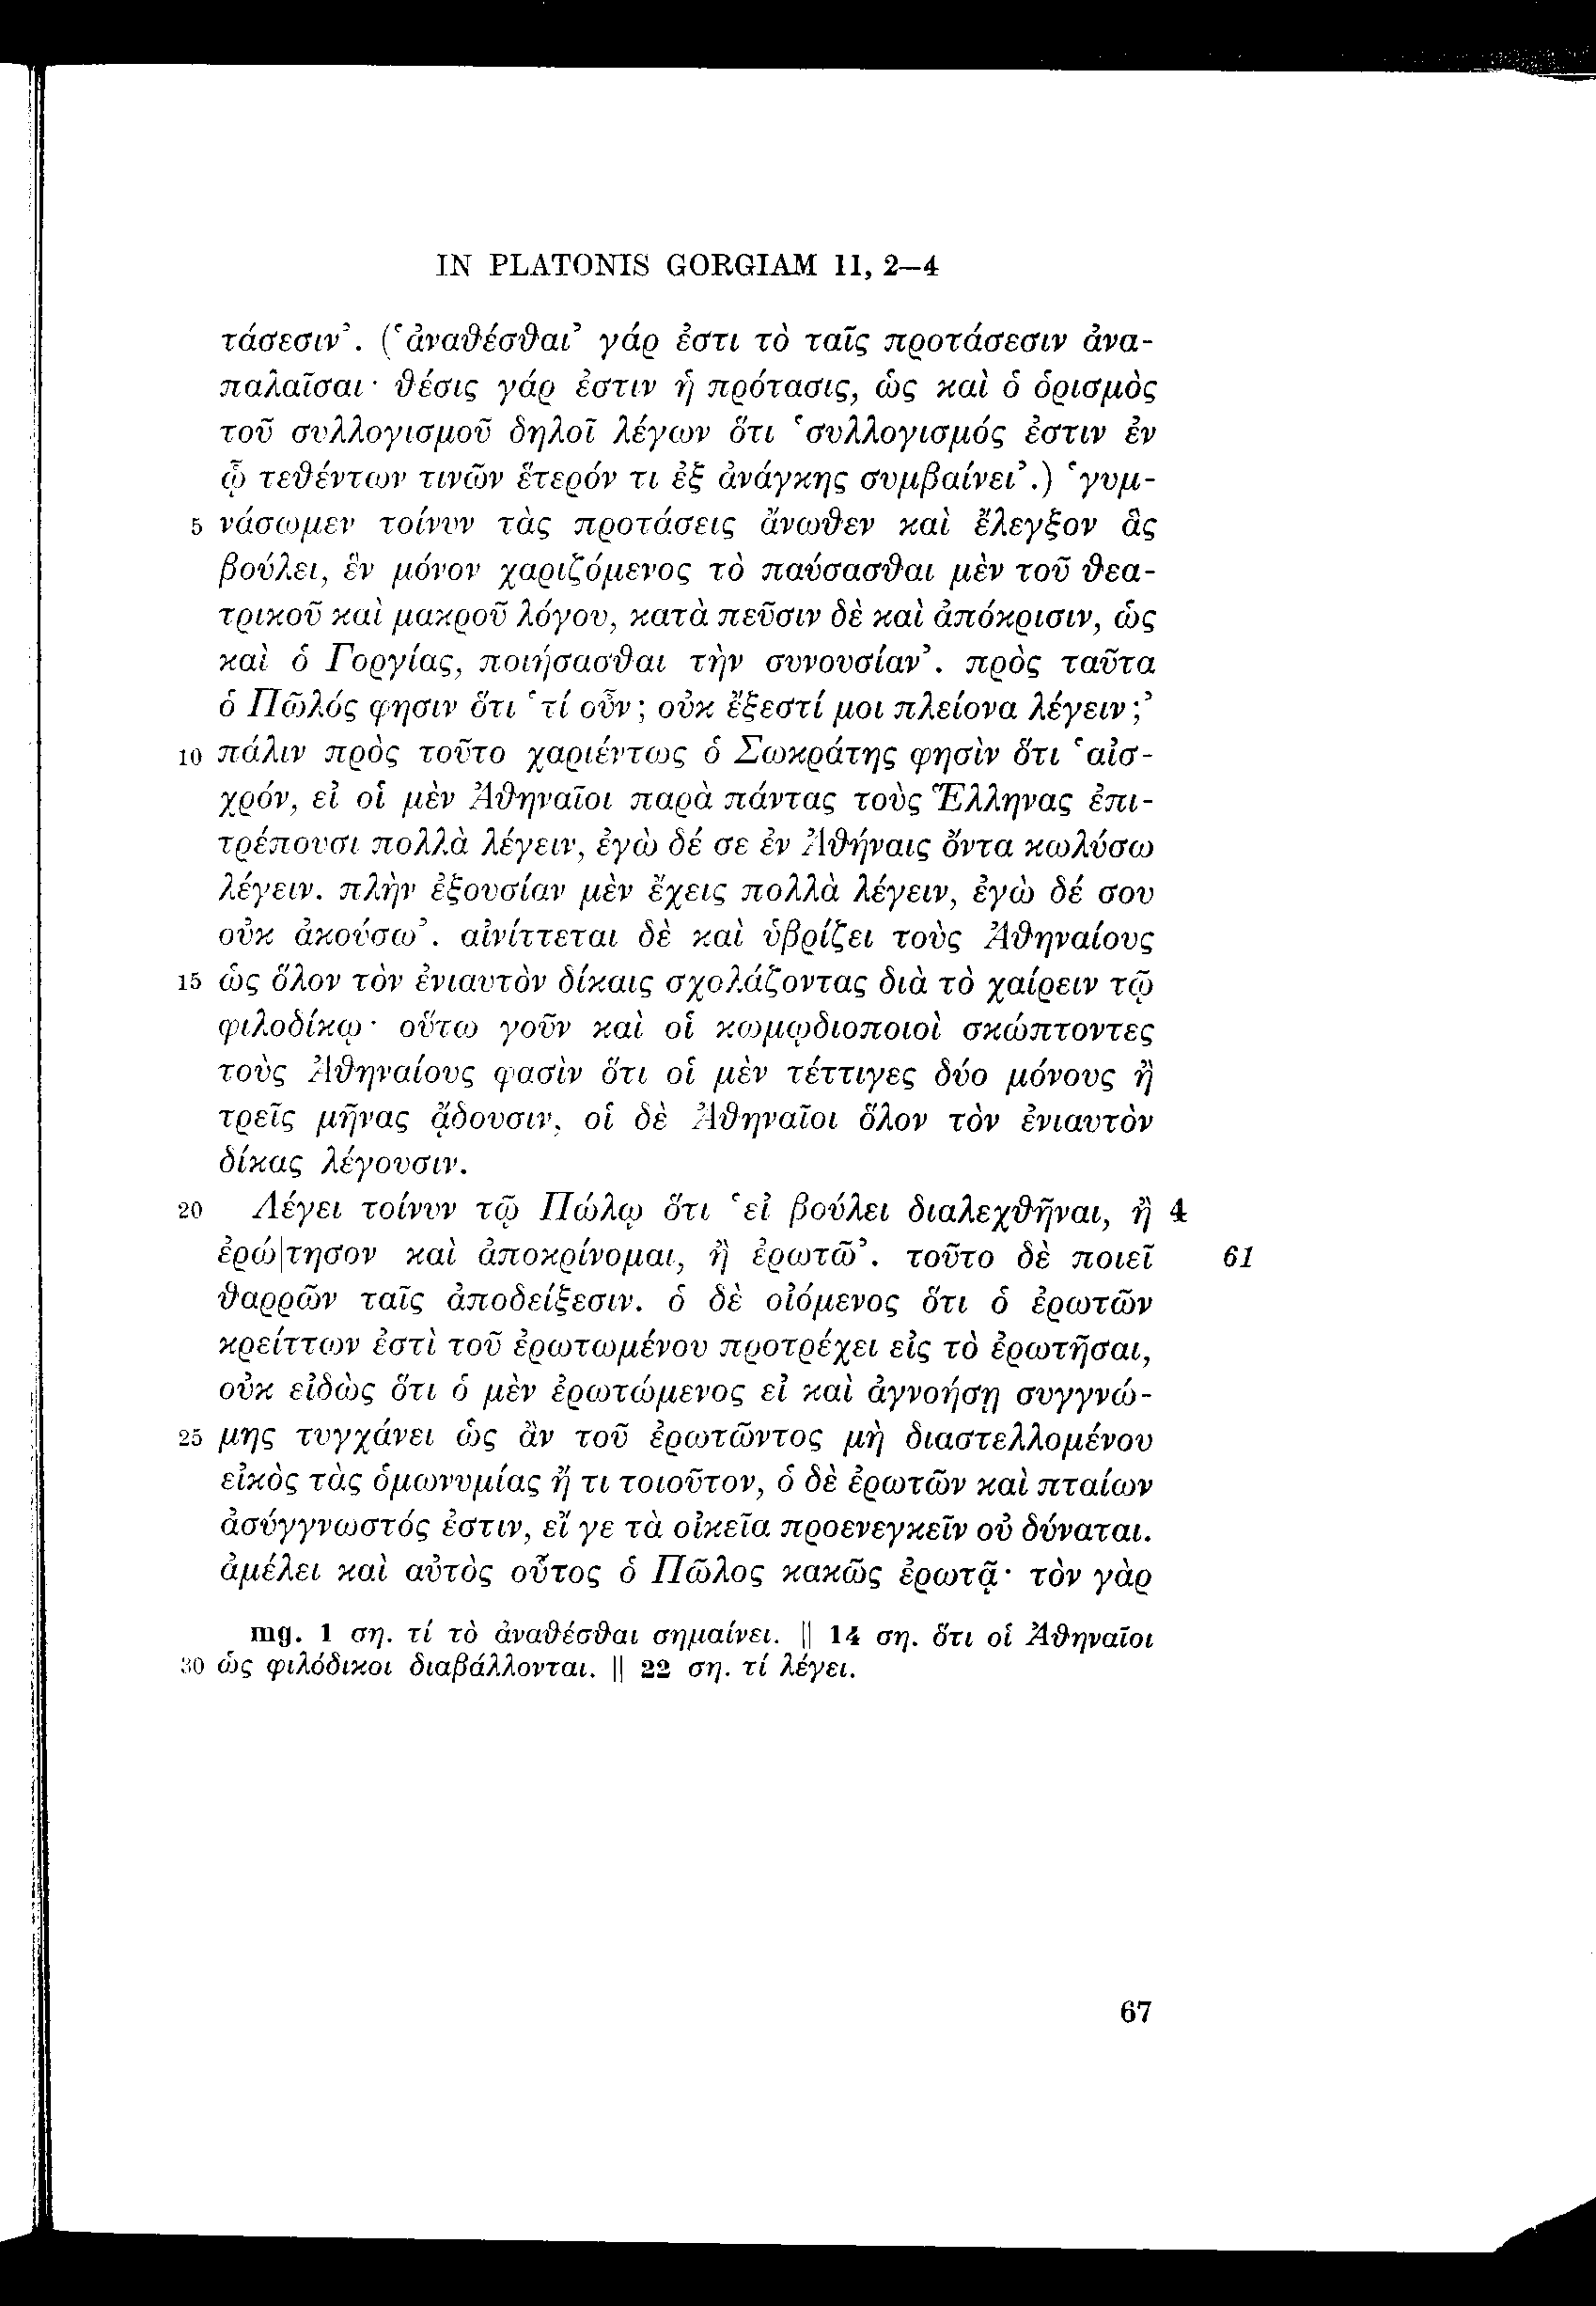 IN PLATONIS GORGIAM 11, 2–4
τάσεσιν’. (‘ἀναθέσθαι’ γάρ ἐστι τὸ ταῖς προτάσεσιν ἀνα-
παλαῖσαι· θέσις γάρ ἐστιν ἡ πρότασις, ὡς καὶ ὁ ὁρισμὸς
τοῦ συλλογισμοῦ δηλοῖ λέγων ὅτι ‘συλλογισμός ἐστιν ἐν
ᾧ τεθέντων τινῶν ἕτερόν τι ἐξ ἀνάγκης συμβαίνει’.) ‘γυμ-
5 νάσωμεν τοίνυν τὰς προτάσεις ἄνωθεν καὶ ἔλεγξον ἃς
βούλει, ἓν μόνον χαριζόμενος τὸ παύσασθαι μὲν τοῦ θεα-
τρικοῦ καὶ μακροῦ λόγου, κατὰ πεῦσιν δὲ καὶ ἀπόκρισιν, ὡς
καὶ ὁ Γοργίας, ποιήσασθαι τὴν συνουσίαν’. πρὸς ταῦτα
ὁ Πῶλός φησιν ὅτι ‘τί οὖν; οὐκ ἔξεστί μοι πλείονα λέγειν;’
10 πάλιν πρὸς τοῦτο χαριέντως ὁ Σωκράτης φησὶν ὅτι ‘αἰσ-
χρόν, εἰ οἱ μὲν Ἀθηναῖοι παρὰ πάντας τοὺς Ἕλληνας ἐπι-
τρέπουσι πολλὰ λέγειν, ἐγὼ δέ σε ἐν Ἀθήναις ὄντα κωλύσω
λέγειν. πλὴν ἐξουσίαν μὲν ἔχεις πολλὰ λέγειν, ἐγὼ δέ σου
οὐκ ἀκούσω’. αἰνίττεται δὲ καὶ ὑβρίζει τοὺς Ἀθηναίους
15 ὡς ὅλον τὸν ἐνιαυτὸν δίκαις σχολάζοντας διὰ τὸ χαίρειν τῷ
φιλοδίκῳ· οὕτω γοῦν καὶ οἱ κωμῳδιοποιοὶ σκώπτοντες
τοὺς Ἀθηναίους φασὶν ὅτι οἱ μὲν τέττιγες δύο μόνους ἢ
τρεῖς μῆνας ᾄδουσιν, οἱ δὲ Ἀθηναῖοι ὅλον τὸν ἐνιαυτὸν
δίκας λέγουσιν.
20 Λέγει τοίνυν τῷ Πώλῳ ὅτι ‘εἰ βούλει διαλεχθῆναι, ἢ 4
ἐρώ|τησον καὶ ἀποκρίνομαι, ἢ ἐρωτῶ’. τοῦτο δὲ ποιεῖ 61
θαρρῶν ταῖς ἀποδείξεσιν. ὁ δὲ οἰόμενος ὅτι ὁ ἐρωτῶν
κρείττων ἐστὶ τοῦ ἐρωτωμένου προτρέχει εἰς τὸ ἐρωτῆσαι,
οὐκ εἰδὼς ὅτι ὁ μὲν ἐρωτώμενος εἰ καὶ ἀγνοήσῃ συγγνώ-
25 μης τυγχάνει ὡς ἂν τοῦ ἐρωτῶντος μὴ διαστελλομένου
εἰκὸς τὰς ὁμωνυμίας ἤ τι τοιοῦτον, ὁ δὲ ἐρωτῶν καὶ πταίων
ἀσύγγνωστός ἐστιν, εἴ γε τὰ οἰκεῖα προενεγκεῖν οὐ δύναται.
ἀμέλει καὶ αὐτὸς οὗτος ὁ Πῶλος κακῶς ἐρωτᾷ· τὸν γὰρ
mg. 1 ση. τί τὸ ἀναθέσθαι σημαίνει. || 14 ση. ὅτι οἱ Ἀθηναῖοι
30 ὡς φιλόδικοι διαβάλλονται. || 22 ση. τί λέγει.
67